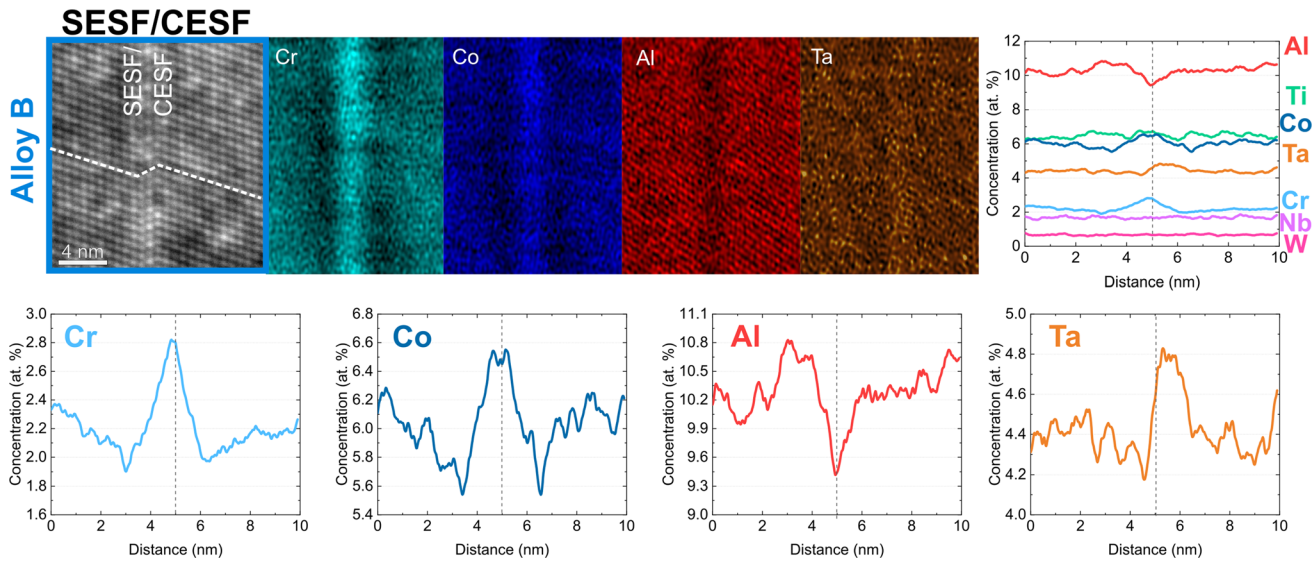 SESF/CESF
Alloy B
SESF/
CESF
4 nm
Cr
Co
Al
Ta
Concentration (at. %)
12
10
8
6
4
2
0
0 2 4 6 8 10
Distance (nm)
Al
Ti
Co
Ta
Cr
Nb
W
Cr
Concentration (at. %)
3.0
2.8
2.6
2.4
2.2
2.0
1.8
1.6
0 2 4 6 8 10
Distance (nm)
Co
Concentration (at. %)
6.8
6.6
6.4
6.2
6.0
5.8
5.6
5.4
0 2 4 6 8 10
Distance (nm)
Al
Concentration (at. %)
11.1
10.8
10.5
10.2
9.9
9.6
9.3
9.0
0 2 4 6 8 10
Distance (nm)
Ta
Concentration (at. %)
5.0
4.8
4.6
4.4
4.2
4.0
0 2 4 6 8 10
Distance (nm)